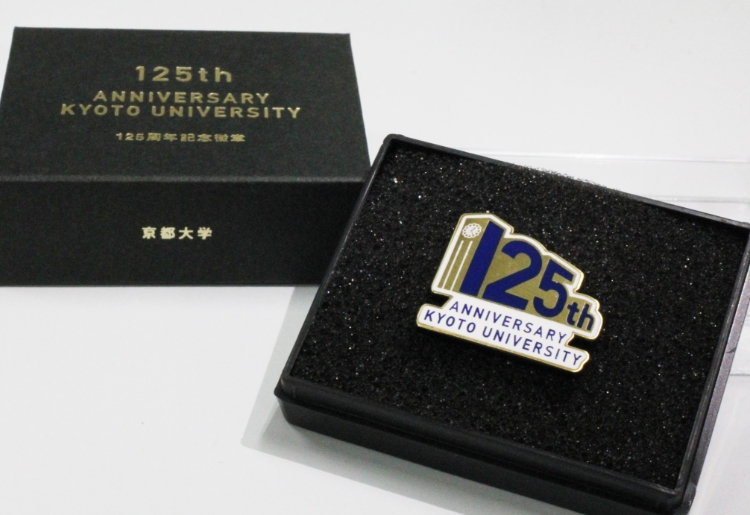 125th
ANNIVERSARY
KYOTO UNIVERSITY
125周年記念徽章
京都大学
125th
ANNIVERSARY
KYOTO UNIVERSITY